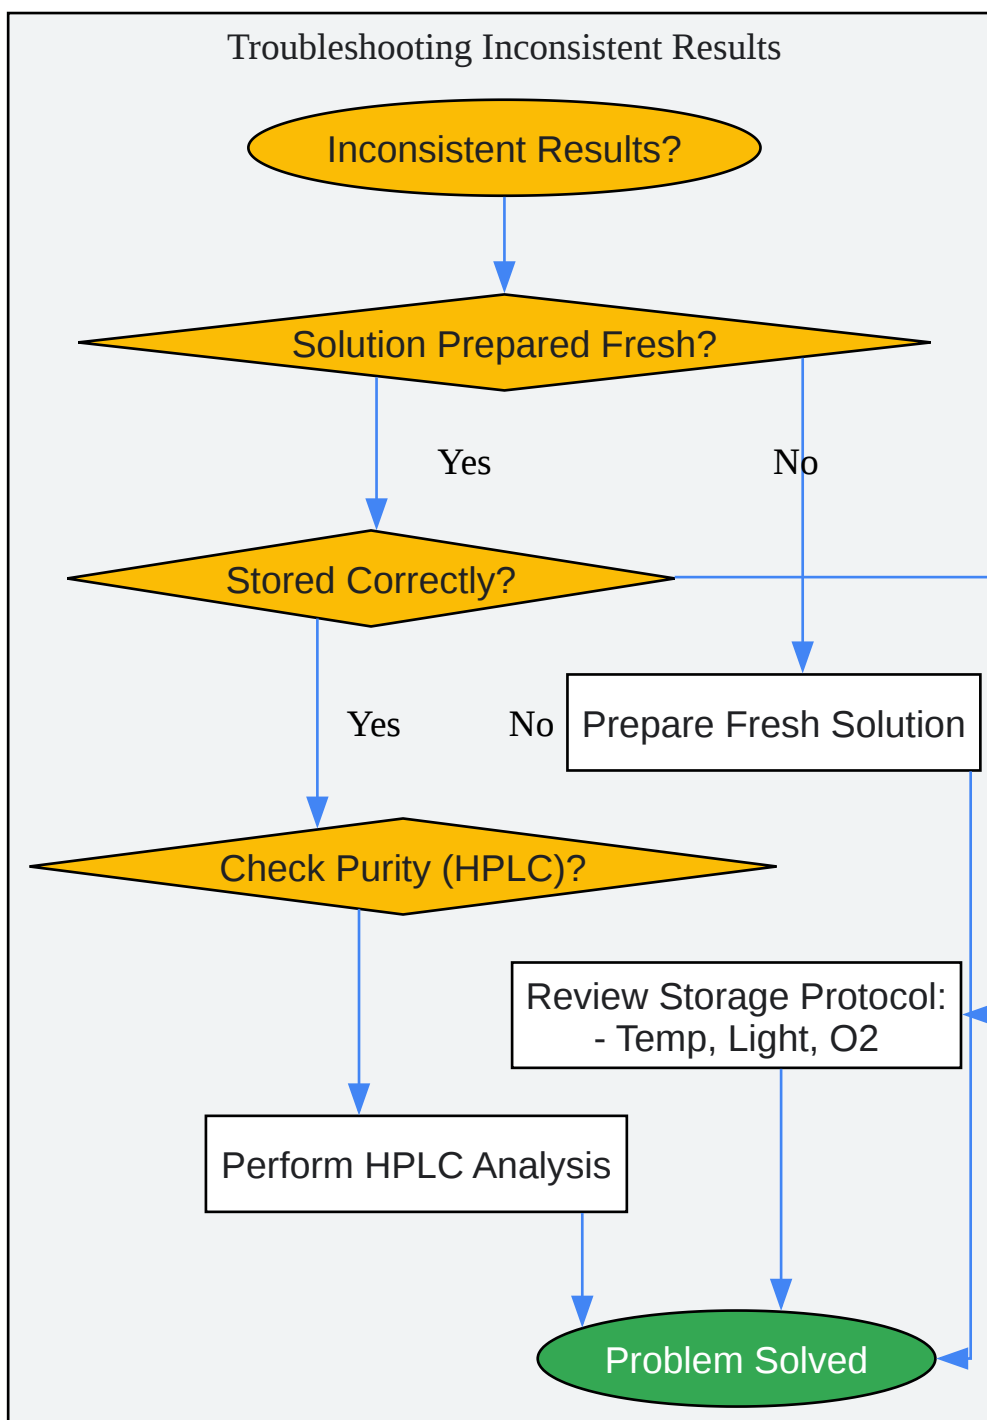 Troubleshooting Inconsistent Results
Inconsistent Results?
Solution Prepared Fresh?
Yes
No
Stored Correctly?
Yes
No
Prepare Fresh Solution
Check Purity (HPLC)?
Review Storage Protocol:
- Temp, Light, O2
Perform HPLC Analysis
Problem Solved